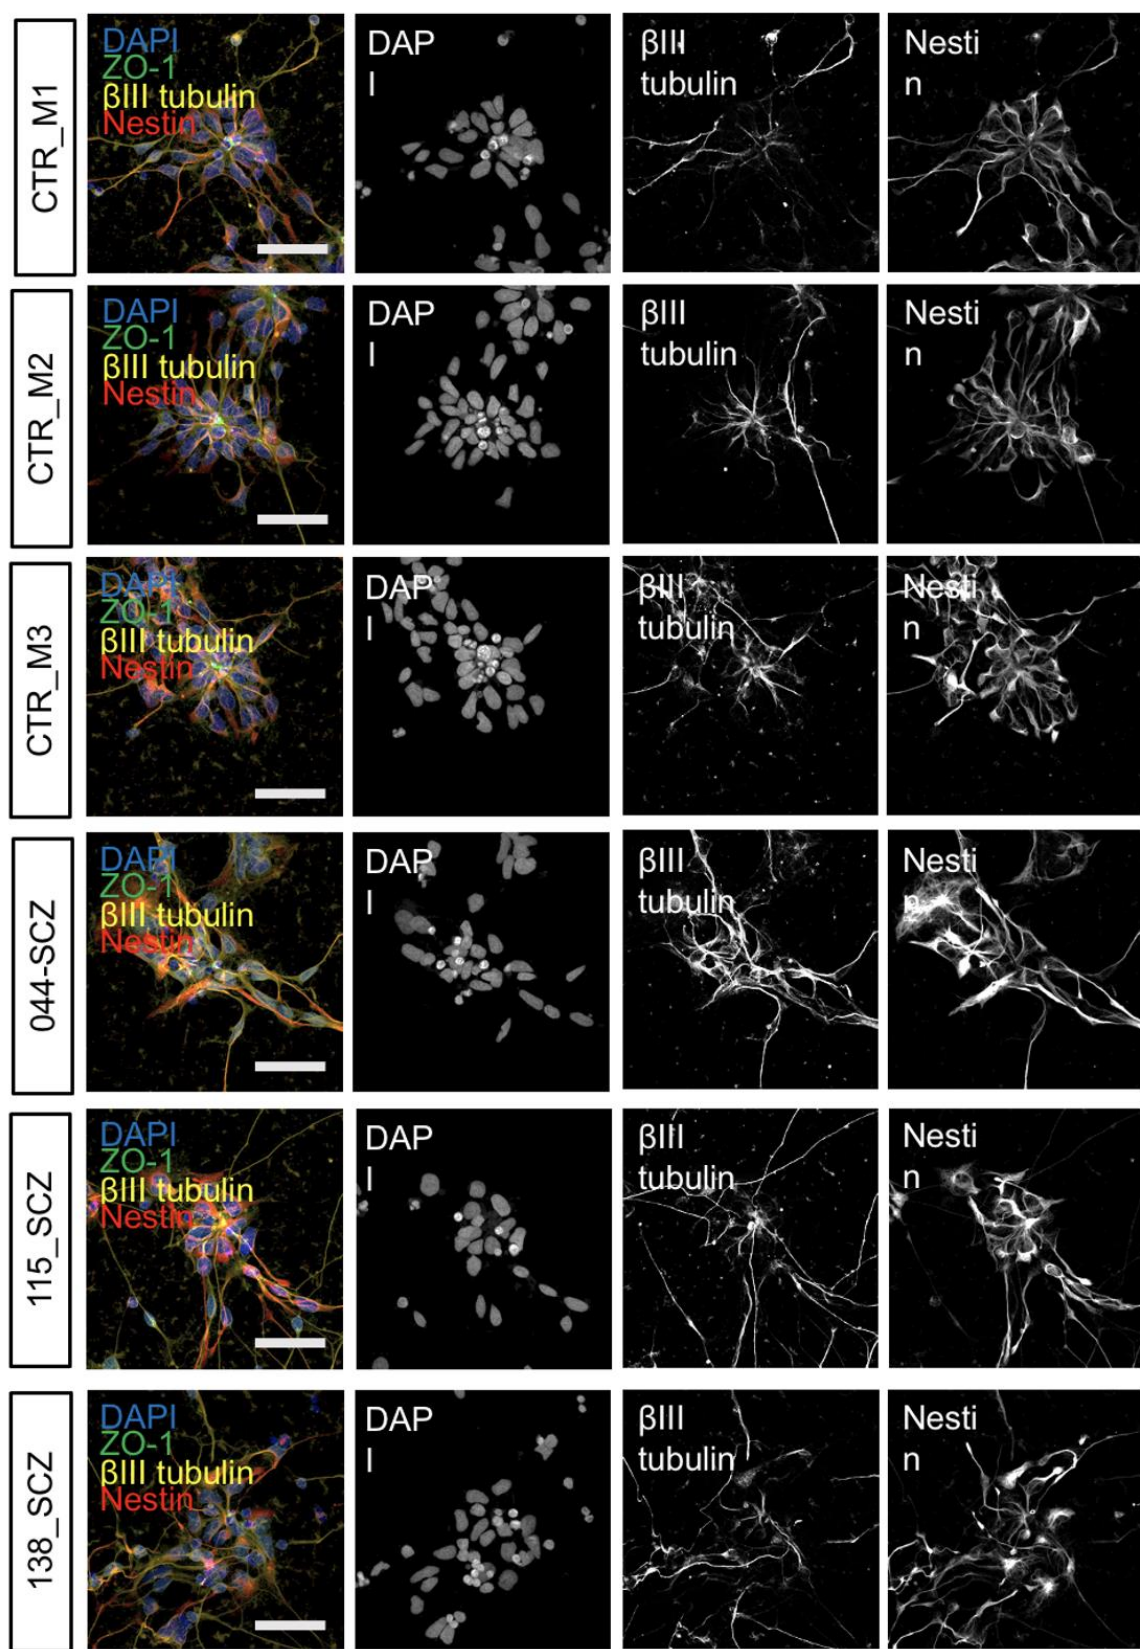 CTR_M1
DAPI
ZO-1
βIII tubulin
Nestin
DAP
I
βIII
tubulin
Nesti
n
CTR_M2
DAPI
ZO-1
βIII tubulin
Nestin
DAP
I
βIII
tubulin
Nesti
n
CTR_M3
DAPI
ZO-1
βIII tubulin
Nestin
DAP
I
βIII
tubulin
Nesti
n
044-SCZ
DAPI
ZO-1
βIII tubulin
Nestin
DAP
I
βIII
tubulin
Nesti
n
115_SCZ
DAPI
ZO-1
βIII tubulin
Nestin
DAP
I
βIII
tubulin
Nesti
n
138_SCZ
DAPI
ZO-1
βIII tubulin
Nestin
DAP
I
βIII
tubulin
Nesti
n